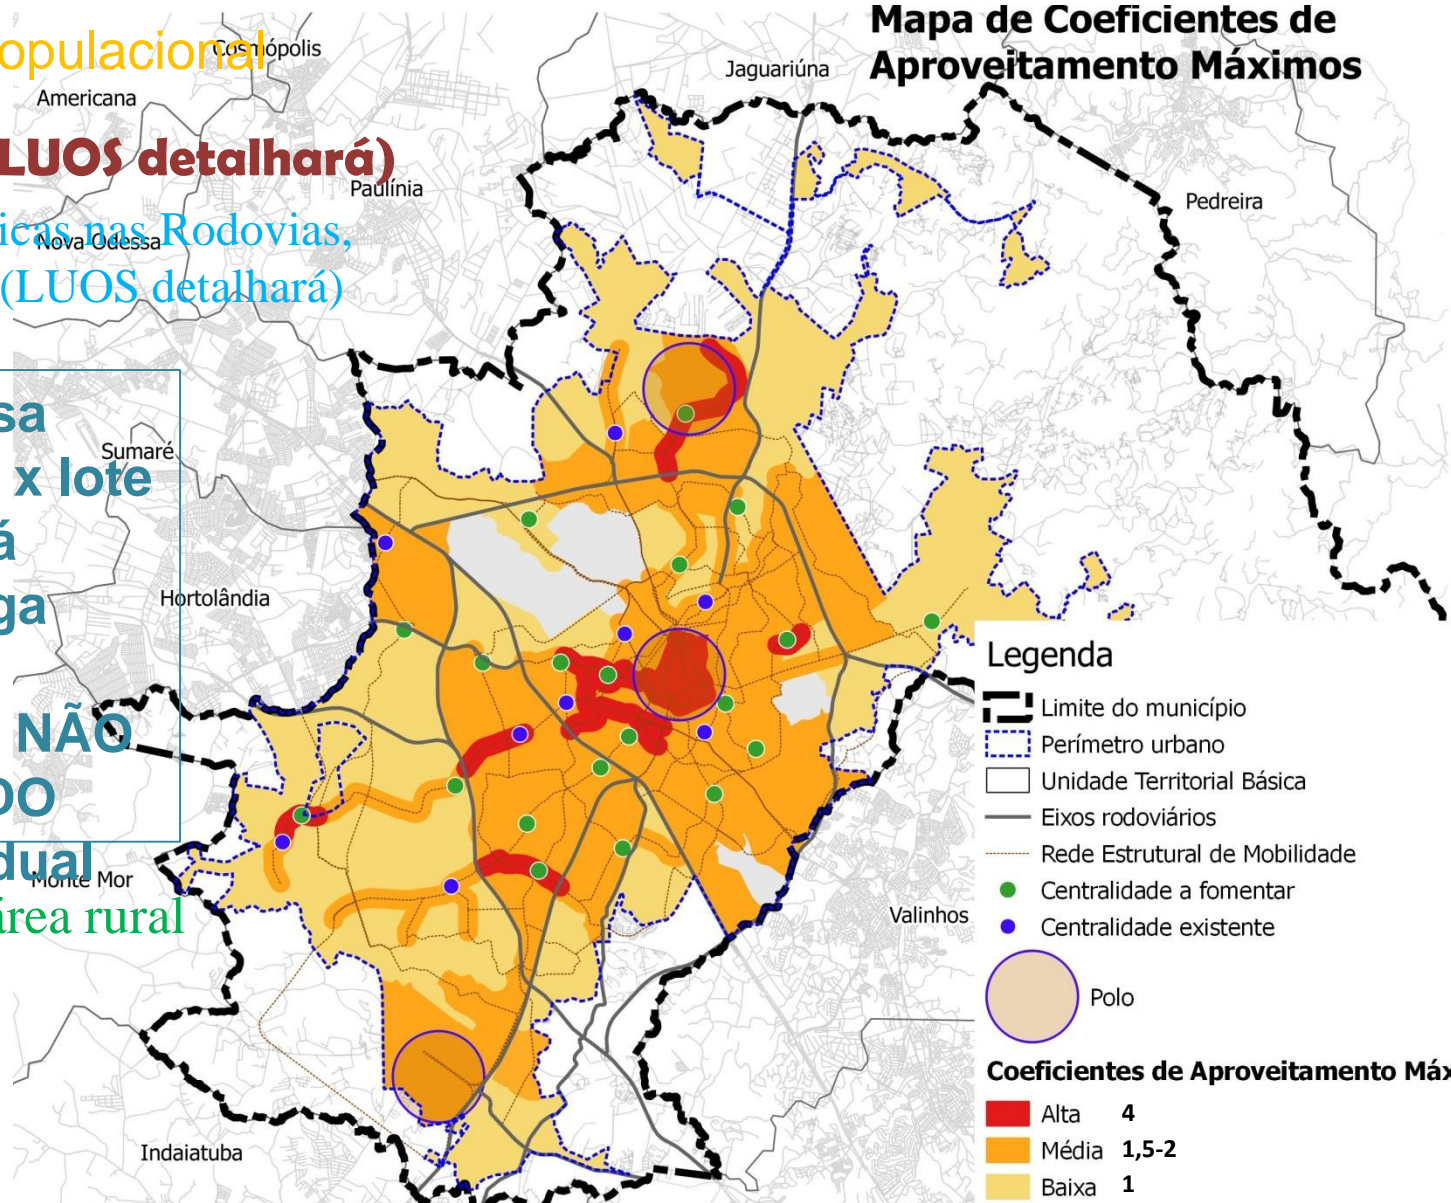 Mapa de Coeficientes de
Aproveitamento Máximos
opulacional
Cosmópolis
Jaguariúna
Americana
LUOS detalhará)
Paulínia
Pedreira
icas nas Rodovias,
Nova Odessa
(LUOS detalhará)
sa
Sumaré
x lote
á
Hortolândia
ga
NÃO
DO
dual
Monte Mor
área rural
Valinhos
Indaiatuba
Legenda
Limite do município
Perímetro urbano
Unidade Territorial Básica
Eixos rodoviários
Rede Estrutural de Mobilidade
Centralidade a fomentar
Centralidade existente
Polo
Coeficientes de Aproveitamento Máx
Alta 4
Média 1,5-2
Baixa 1